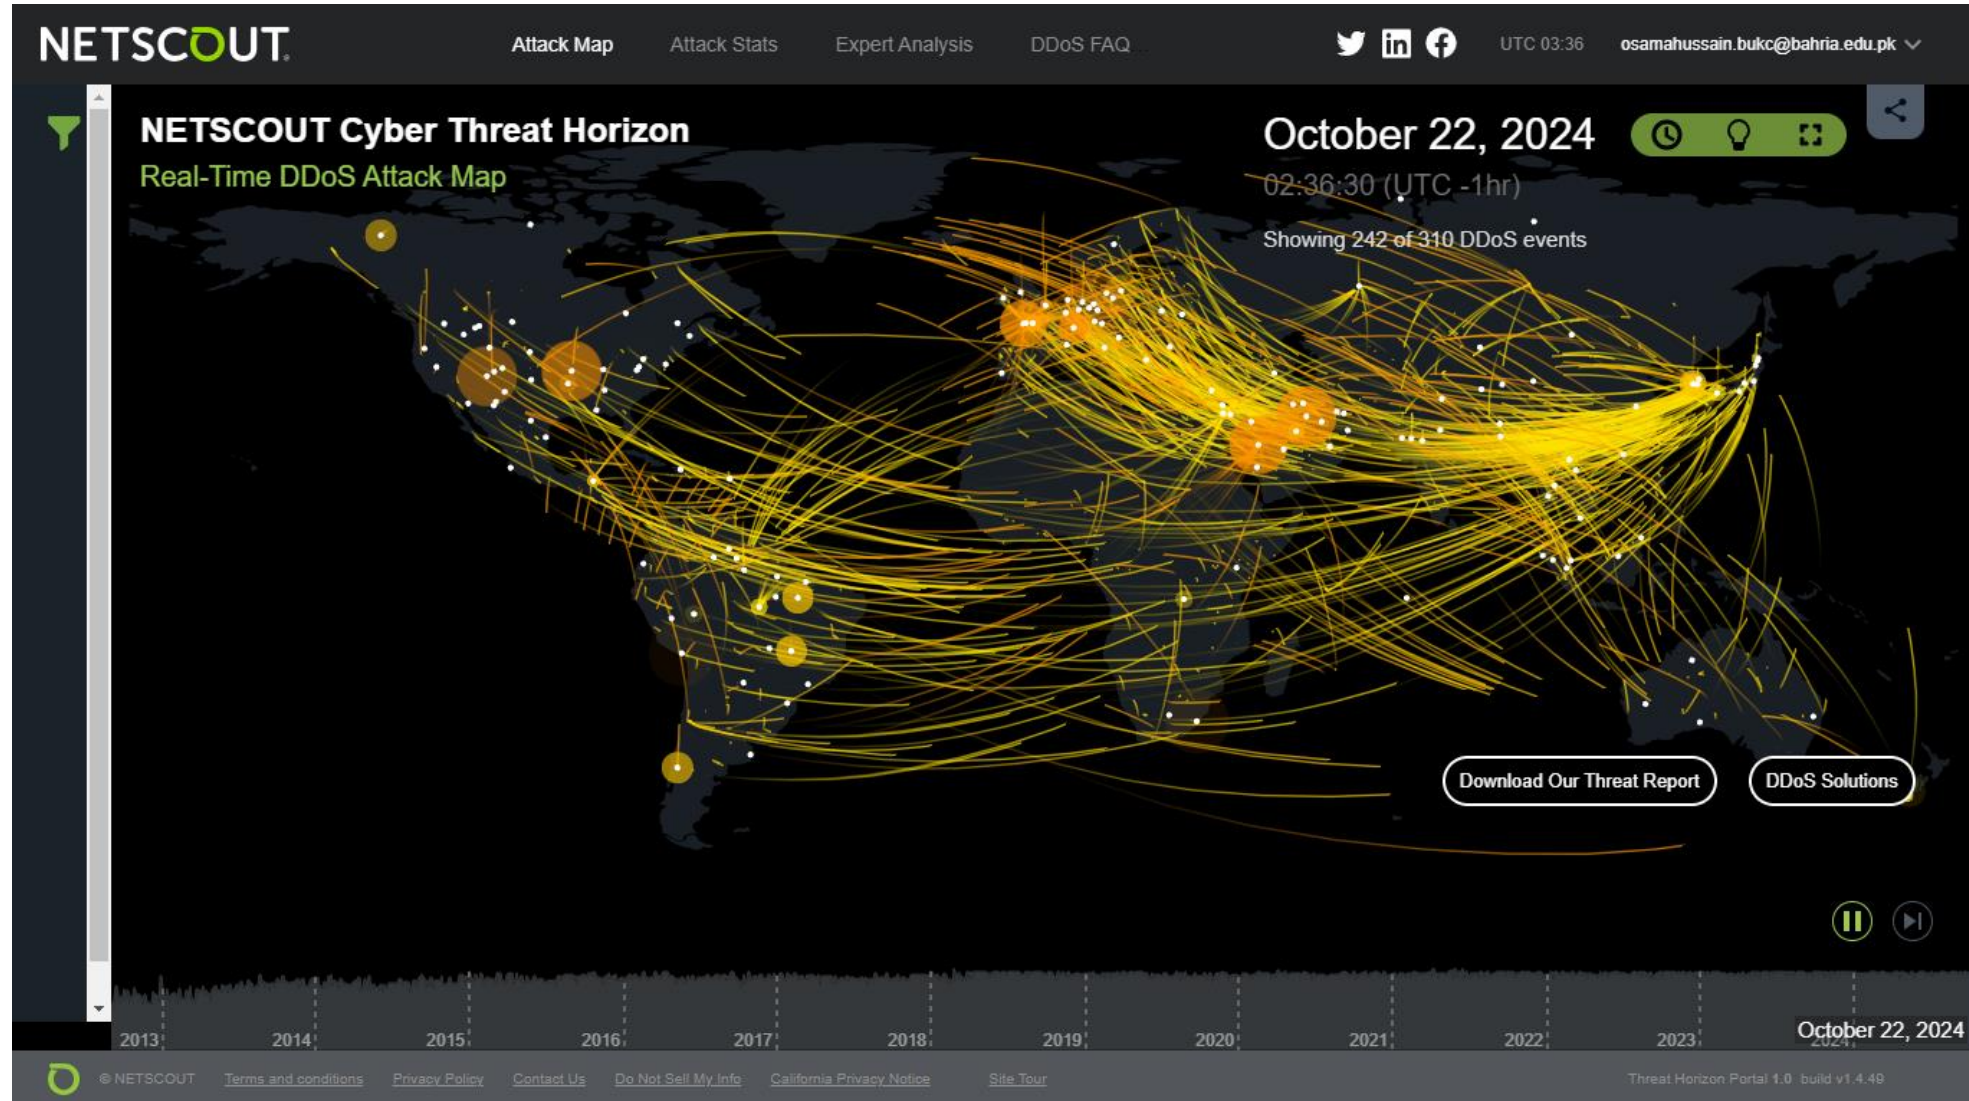 NETSCOUT.
Attack Map
Attack Stats
Expert Analysis
DDoS FAQ
UTC 03:36
osamahussain.bukc@bahria.edu.pk
NETSCOUT Cyber Threat Horizon
Real-Time DDoS Attack Map
October 22, 2024
02:36:30 (UTC -1hr)
Showing 242 of 310 DDoS events
Download Our Threat Report
DDoS Solutions
2013
2014
2015
2016
2017
2018
2019
2020
2021
2022
2023
2024
October 22, 2024
© NETSCOUT
Terms and conditions
Privacy Policy
Contact Us
Do Not Sell My Info
California Privacy Notice
Site Tour
Threat Horizon Portal 1.0 build v1.4.49